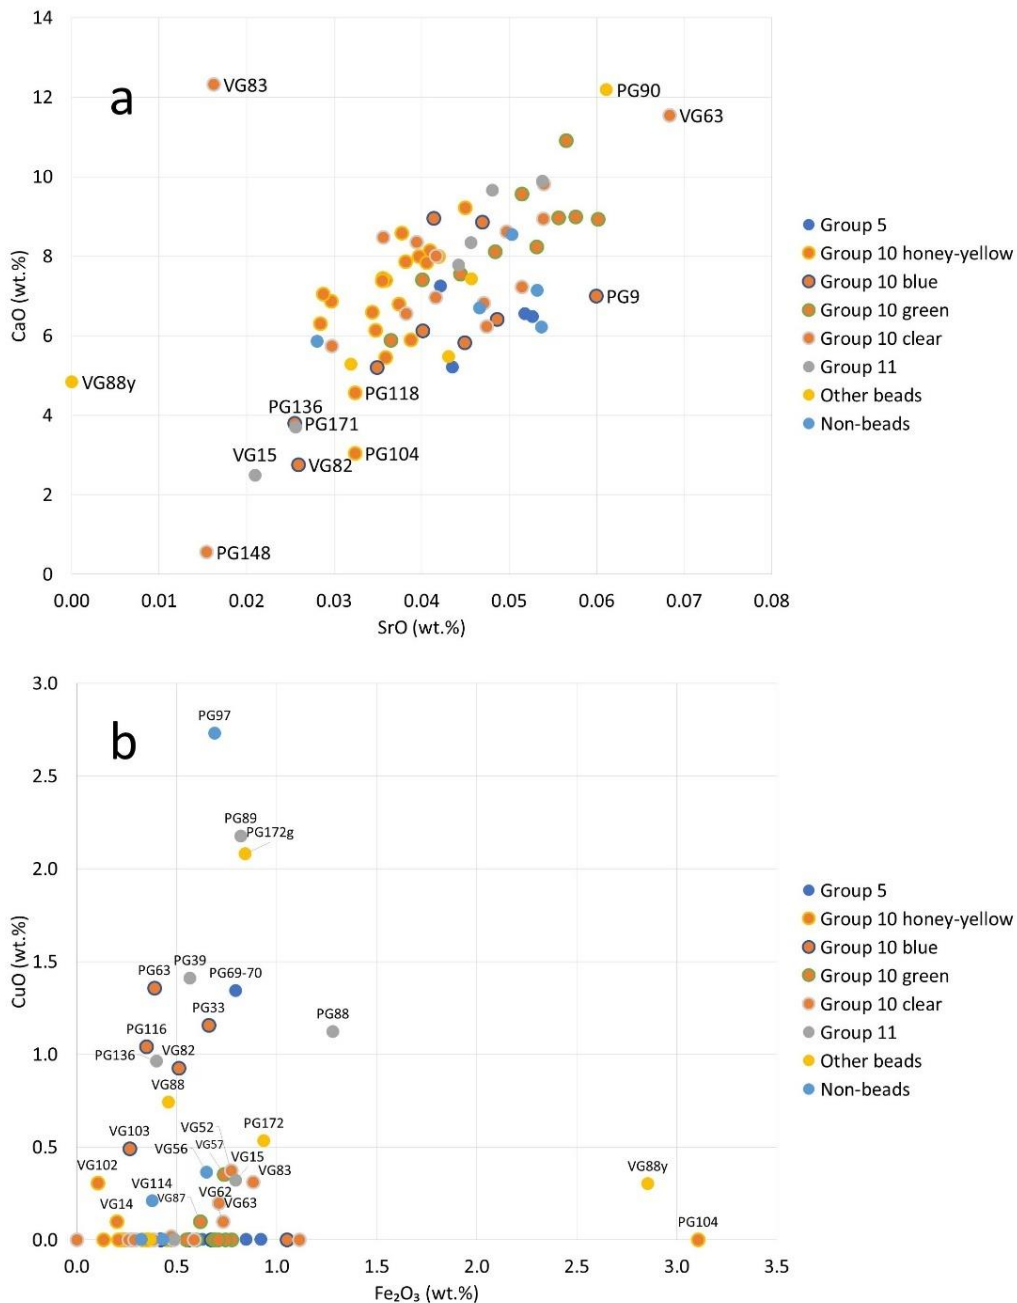 14
12
10
8
6
4
2
0
a
CaO (wt.%)
VG83
PG90
VG63
PG9
VG88y
PG118
PG136
PG171
PG104
VG15
VG82
PG148
0.00 0.01 0.02 0.03 0.04 0.05 0.06 0.07 0.08
SrO (wt.%)
Group 5
Group 10 honey-yellow
Group 10 blue
Group 10 green
Group 10 clear
Group 11
Other beads
Non-beads
3.0
2.5
2.0
1.5
1.0
0.5
0.0
b
CuO (wt.%)
PG97
PG89
PG172g
PG39
PG63
PG69-70
PG33
PG88
PG116
PG136
VG82
VG88
VG103
VG52
PG172
VG56
VG57
VG15
VG102
VG83
VG88y
VG114
VG87
VG62
VG63
VG14
PG104
0.0 0.5 1.0 1.5 2.0 2.5 3.0 3.5
Fe₂O₃ (wt.%)
Group 5
Group 10 honey-yellow
Group 10 blue
Group 10 green
Group 10 clear
Group 11
Other beads
Non-beads